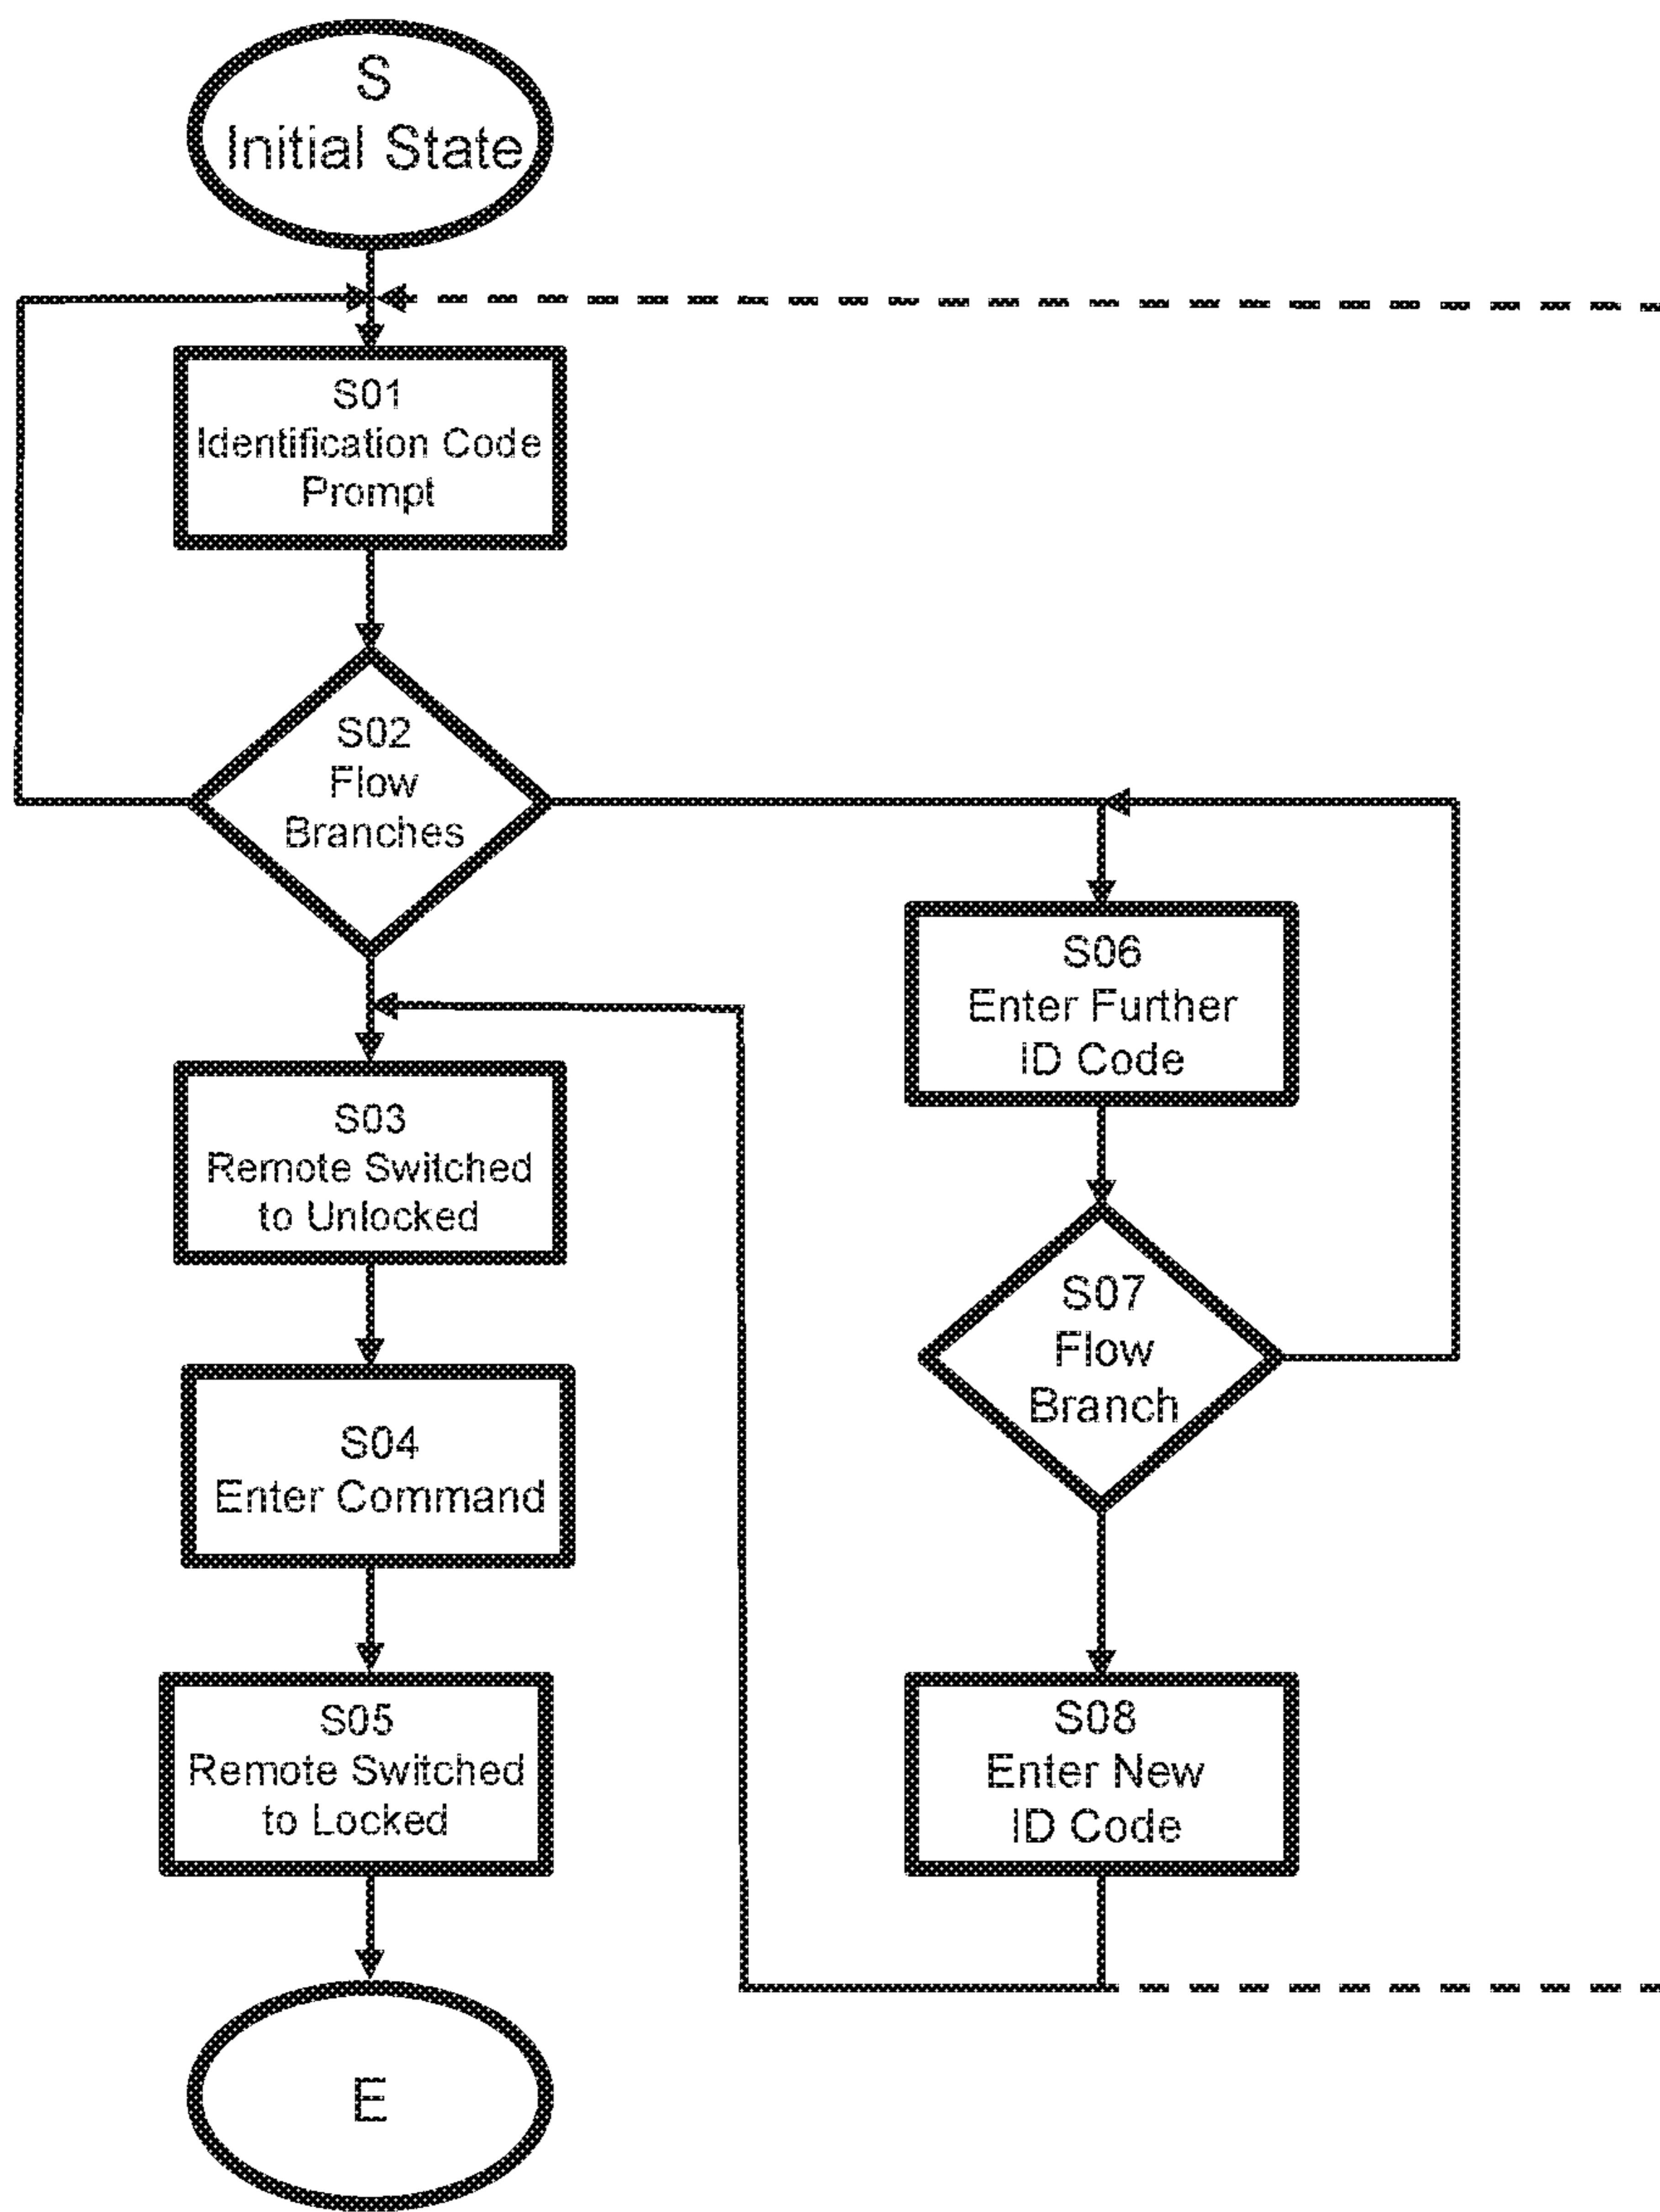 S
Initial State
S01
Identification Code
Prompt
S02
Flow
Branches
S03
Remote Switched
to Unlocked
S04
Enter Command
S05
Remote Switched
to Locked
E
S06
Enter Further
ID Code
S07
Flow
Branch
S08
Enter New
ID Code